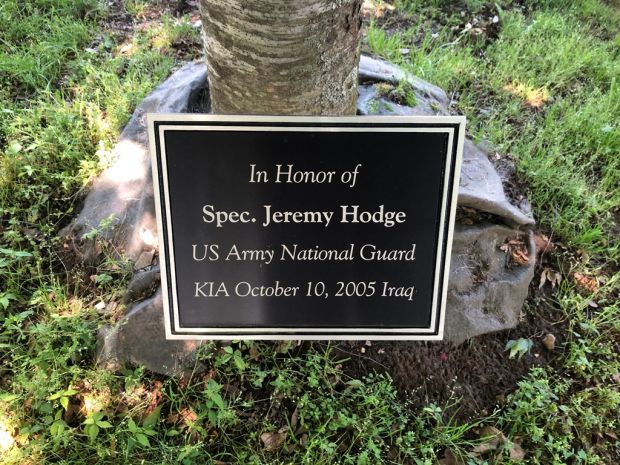 In Honor of
Spec. Jeremy Hodge
US Army National Guard
KIA October 10, 2005 Iraq